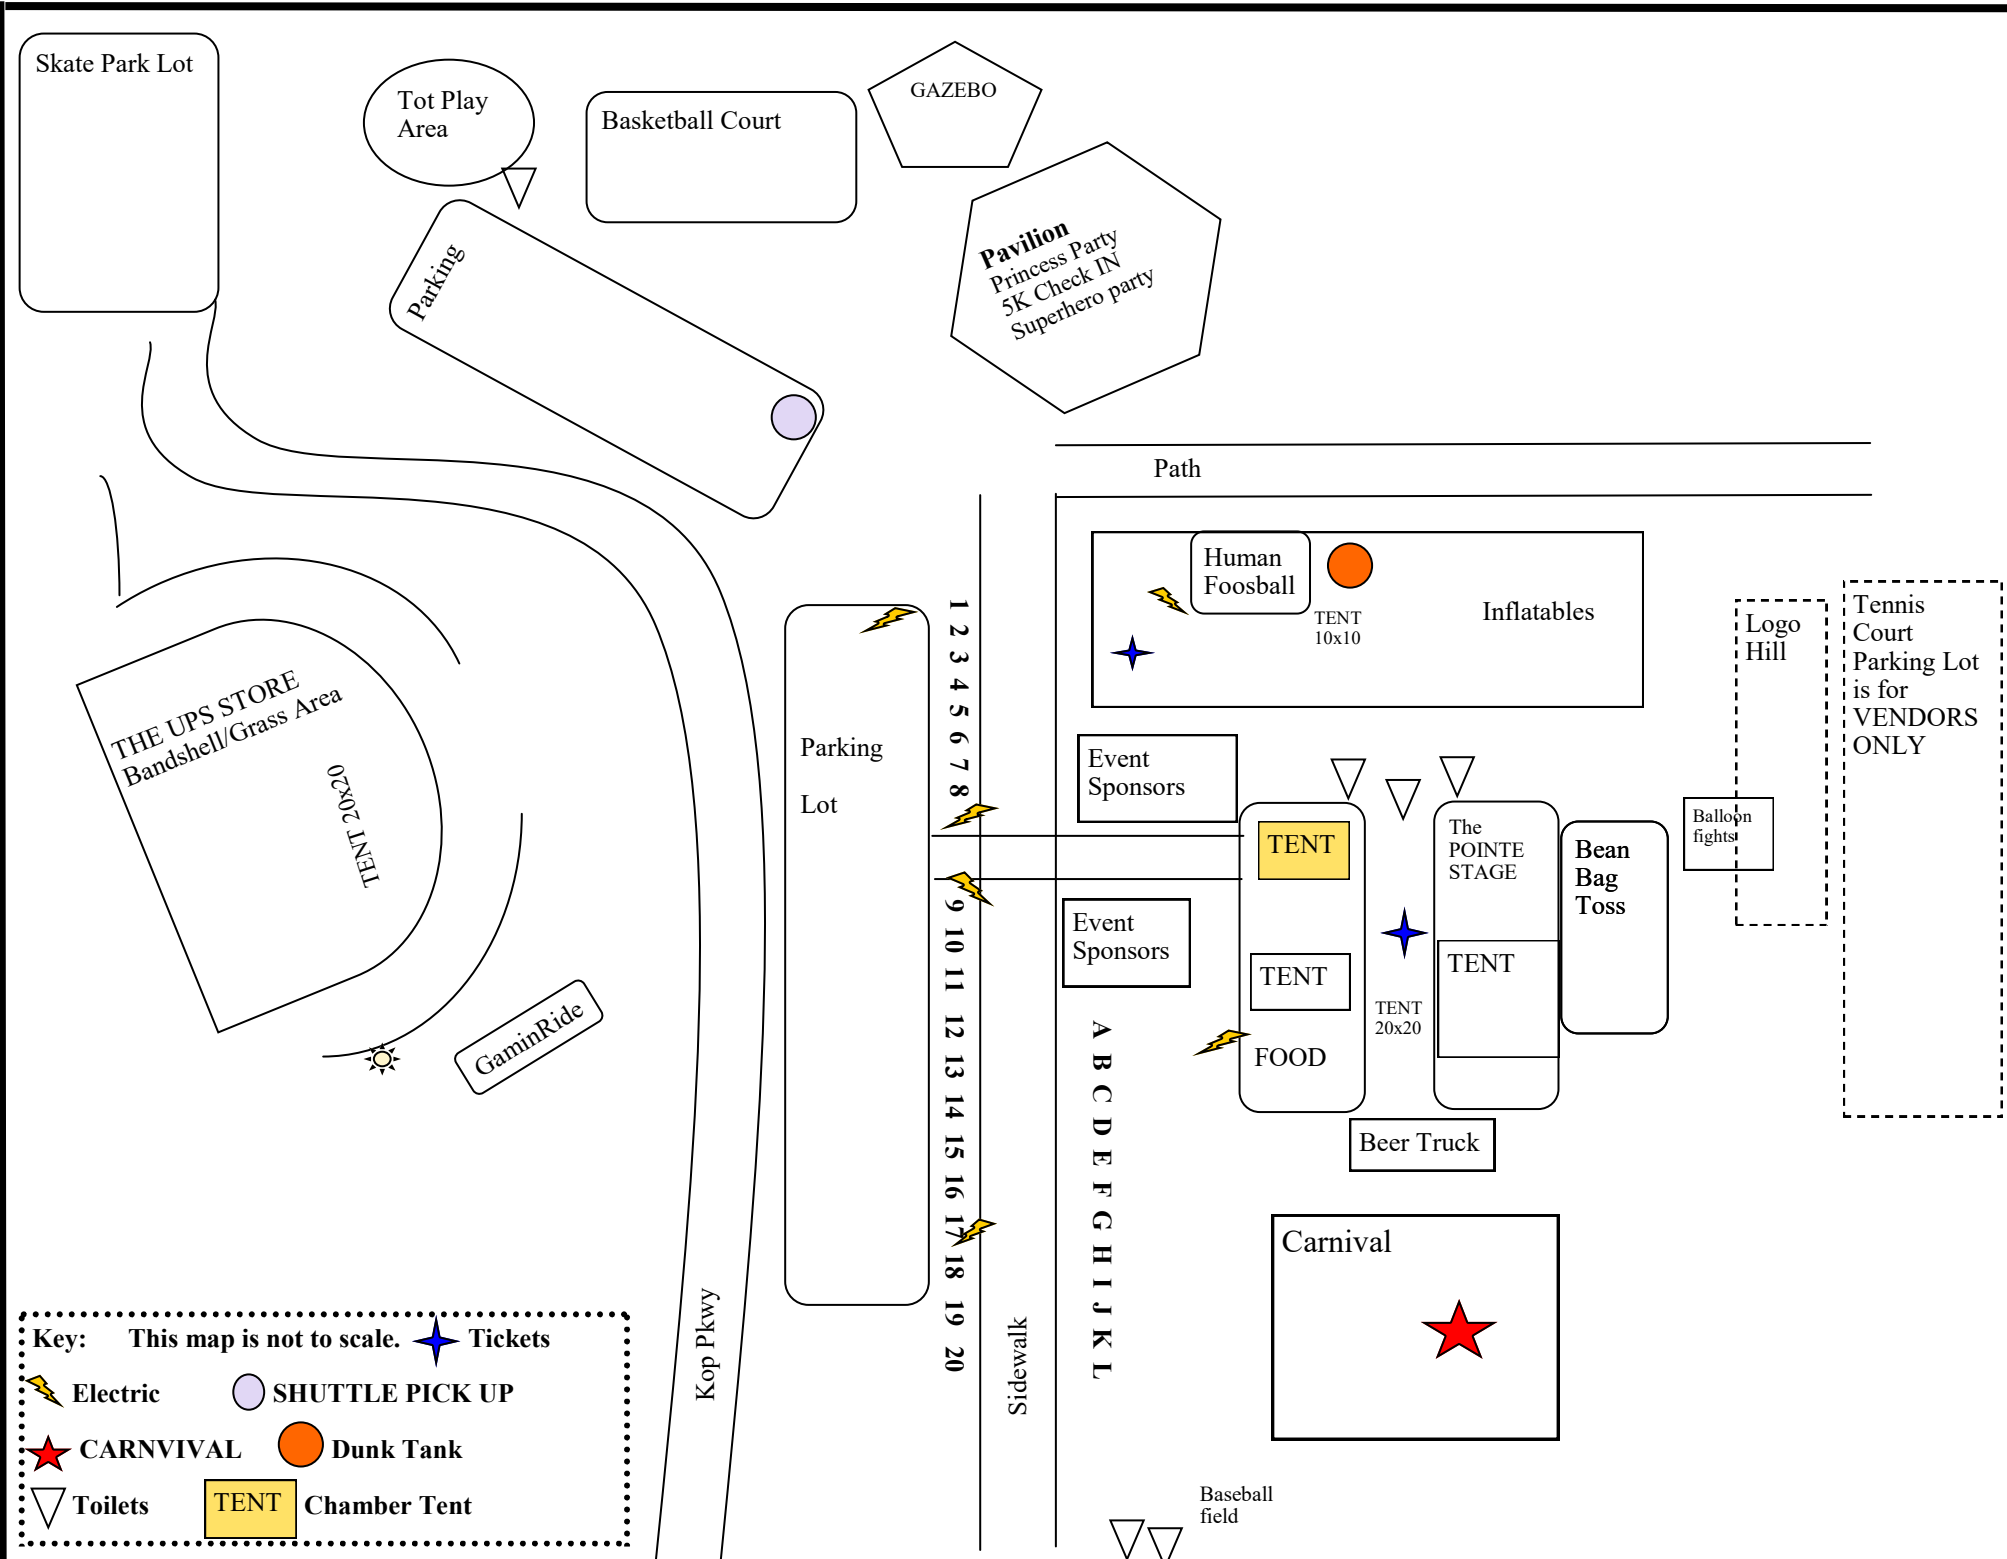 Skate Park Lot
Tot Play
Area
Basketball Court
GAZEBO
Pavilion
Princess Party
5K Check IN
Superhero party
Parking
Path
Human
Foosball
TENT
10x10
Inflatables
Logo
Hill
Tennis
Court
Parking Lot
is for
VENDORS
ONLY
THE UPS STORE
Bandshell/Grass Area
TENT 20x20
Parking
Lot
1
2
3
4
5
6
7
8
9
10
11
12
13
14
15
16
17
18
19
20
Event
Sponsors
TENT
The
POINTE
STAGE
Bean
Bag
Toss
Balloon
fights
Event
Sponsors
TENT
TENT
TENT
20x20
FOOD
A
B
C
D
E
F
G
H
I
J
K
L
GaminRide
Beer Truck
Carnival
Kop Pkwy
Sidewalk
Baseball
field
Key: This map is not to scale. Tickets
Electric SHUTTLE PICK UP
CARNVIVAL Dunk Tank
Toilets TENT Chamber Tent